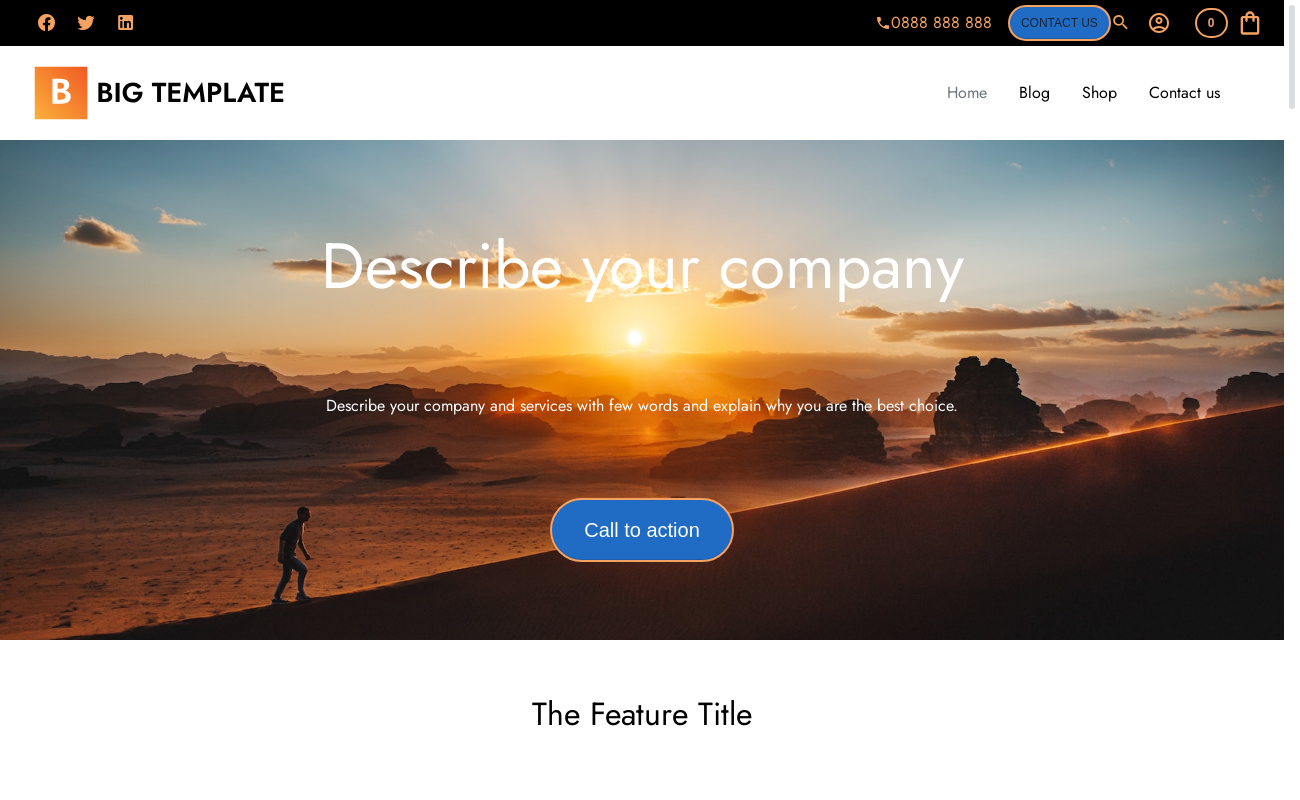 0888 888 888
CONTACT US
0
B BIG TEMPLATE
Home Blog Shop Contact us
Describe your company
Describe your company and services with few words and explain why you are the best choice.
Call to action
The Feature Title